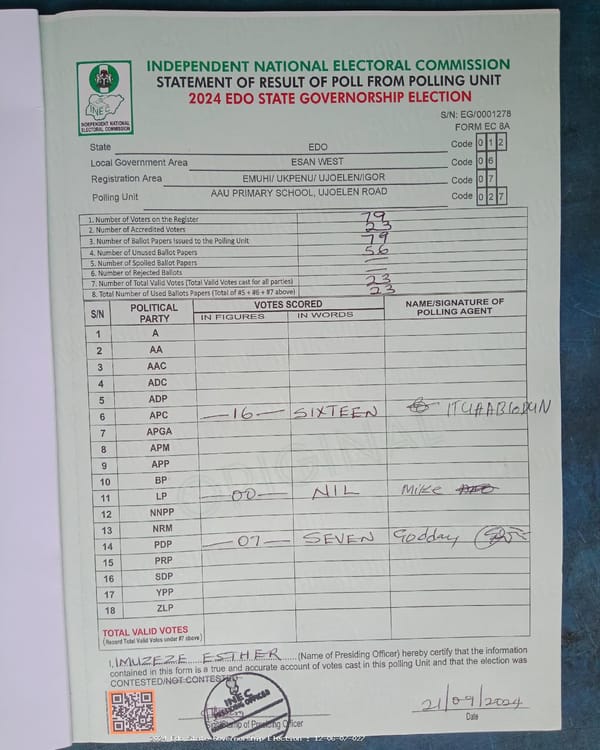 INDEPENDENT NATIONAL ELECTORAL COMMISSION
STATEMENT OF RESULT OF POLL FROM POLLING UNIT
2024 EDO STATE GOVERNORSHIP ELECTION
INEC
INDEPENDENT NATIONAL
ELECTORAL COMMISSION
S/N: EG/0001278
FORM EC 8A
State EDO Code 0 1 2
Local Government Area ESAN WEST Code 0 6
Registration Area EMUHI/ UKPENU/ UJOELEN/IGOR Code 0 7
Polling Unit AAU PRIMARY SCHOOL, UJOELEN ROAD Code 0 2 7
1. Number of Voters on the Register 79
2. Number of Accredited Voters 23
3. Number of Ballot Papers Issued to the Polling Unit 79
4. Number of Unused Ballot Papers 56
5. Number of Spoiled Ballot Papers —
6. Number of Rejected Ballots —
7. Number of Total Valid Votes (Total Valid Votes cast for all parties) 23
8. Total Number of Used Ballots Papers (Total of #5 + #6 + #7 above) 23
S/N POLITICAL PARTY VOTES SCORED NAME/SIGNATURE OF POLLING AGENT
IN FIGURES IN WORDS
1 A
2 AA
3 AAC
4 ADC
5 ADP
6 APC —16— SIXTEEN
7 APGA
8 APM
9 APP
10 BP
11 LP —00— NIL Mike
12 NNPP
13 NRM
14 PDP —07— SEVEN Godday
15 PRP
16 SDP
17 YPP
18 ZLP
TOTAL VALID VOTES
(Record Total Valid Votes under #7 above)
ORIGINAL
I, IMUZEZE ESTHER (Name of Presiding Officer) hereby certify that the information
contained in this form is a true and accurate account of votes cast in this polling Unit and that the election was
CONTESTED/NOT CONTESTED.
INEC
PRESIDING OFFICER
Signature/Stamp of Presiding Officer
21/09/2024
Date
2024 Edo State Governorship Election : 12-06-07-027